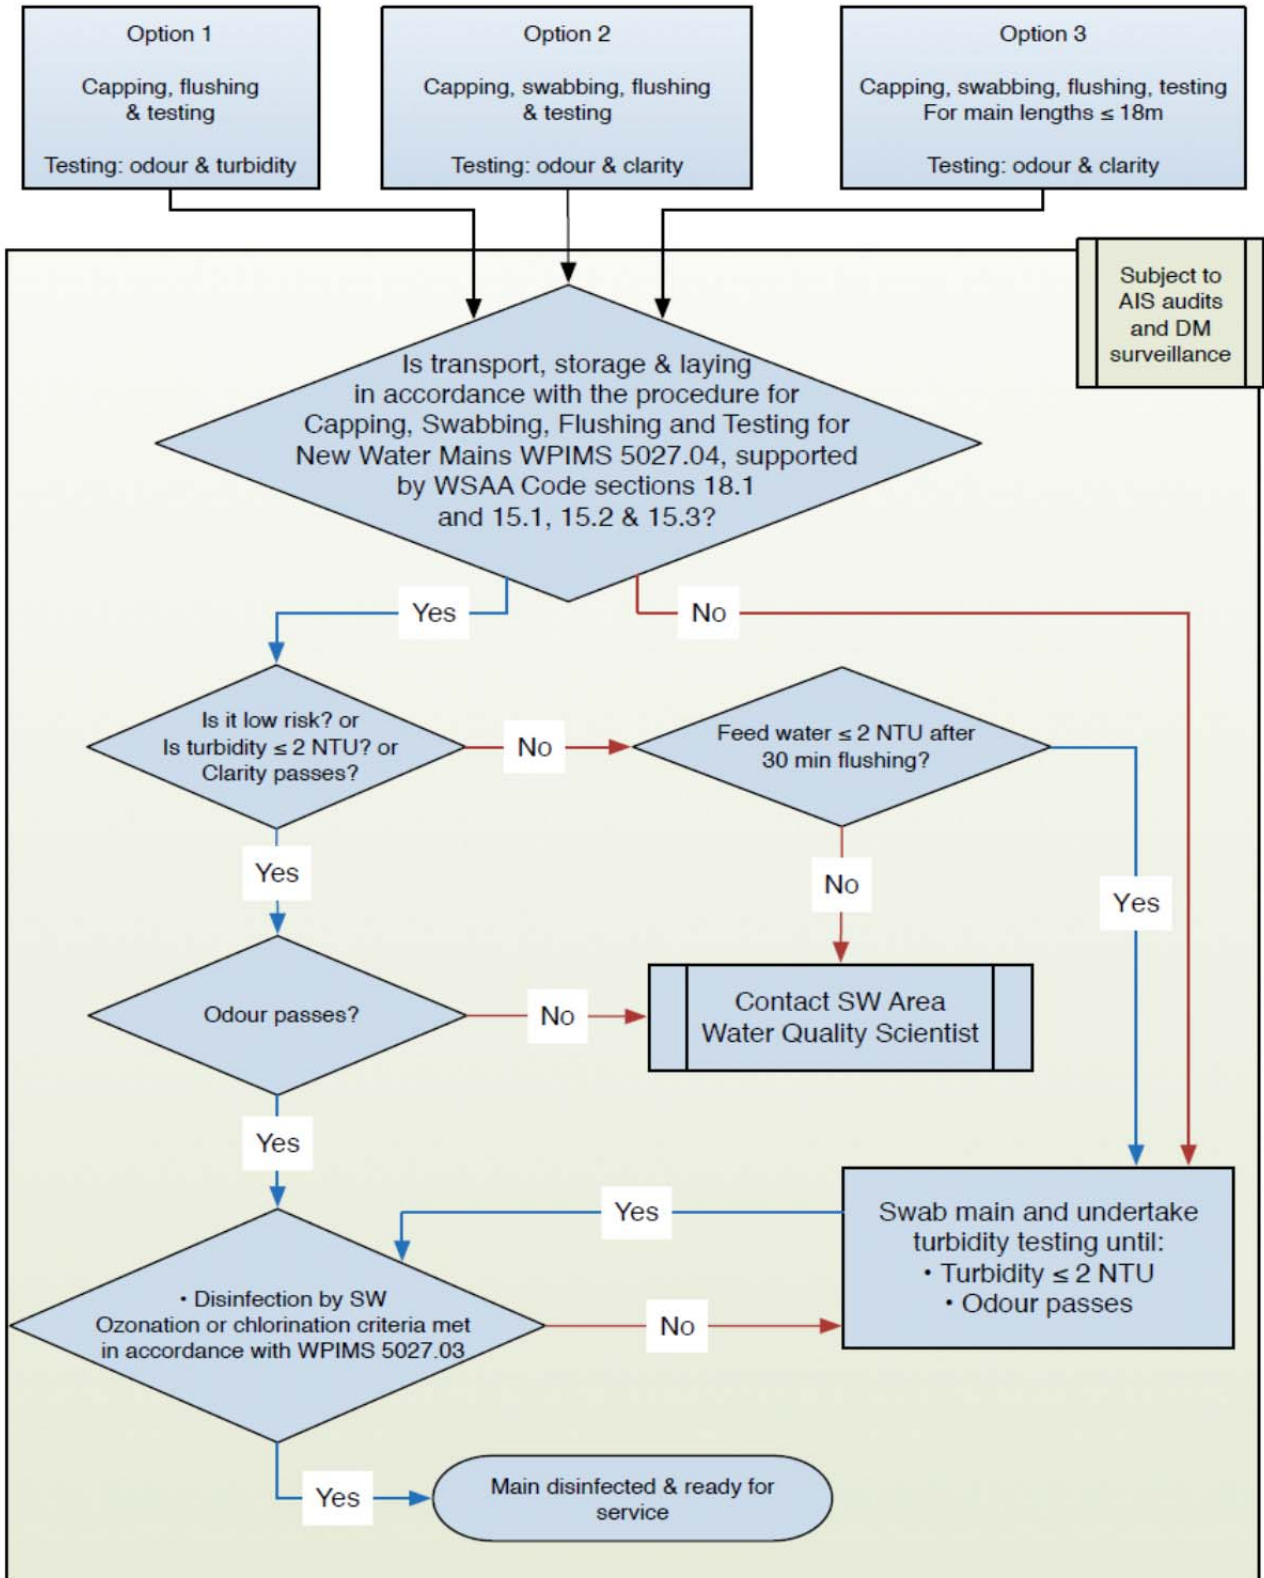 Option 1
Capping, flushing
& testing
Testing: odour & turbidity
Option 2
Capping, swabbing, flushing
& testing
Testing: odour & clarity
Option 3
Capping, swabbing, flushing, testing
For main lengths ≤ 18m
Testing: odour & clarity
Subject to
AIS audits
and DM
surveillance
Is transport, storage & laying
in accordance with the procedure for
Capping, Swabbing, Flushing and Testing for
New Water Mains WPIMS 5027.04, supported
by WSAA Code sections 18.1
and 15.1, 15.2 & 15.3?
Yes
No
Is it low risk? or
Is turbidity ≤ 2 NTU? or
Clarity passes?
No
Feed water ≤ 2 NTU after
30 min flushing?
Yes
No
Yes
Odour passes?
No
Contact SW Area
Water Quality Scientist
Yes
Yes
Swab main and undertake
turbidity testing until:
• Turbidity ≤ 2 NTU
• Odour passes
• Disinfection by SW
Ozonation or chlorination criteria met
in accordance with WPIMS 5027.03
No
Yes
Main disinfected & ready for
service